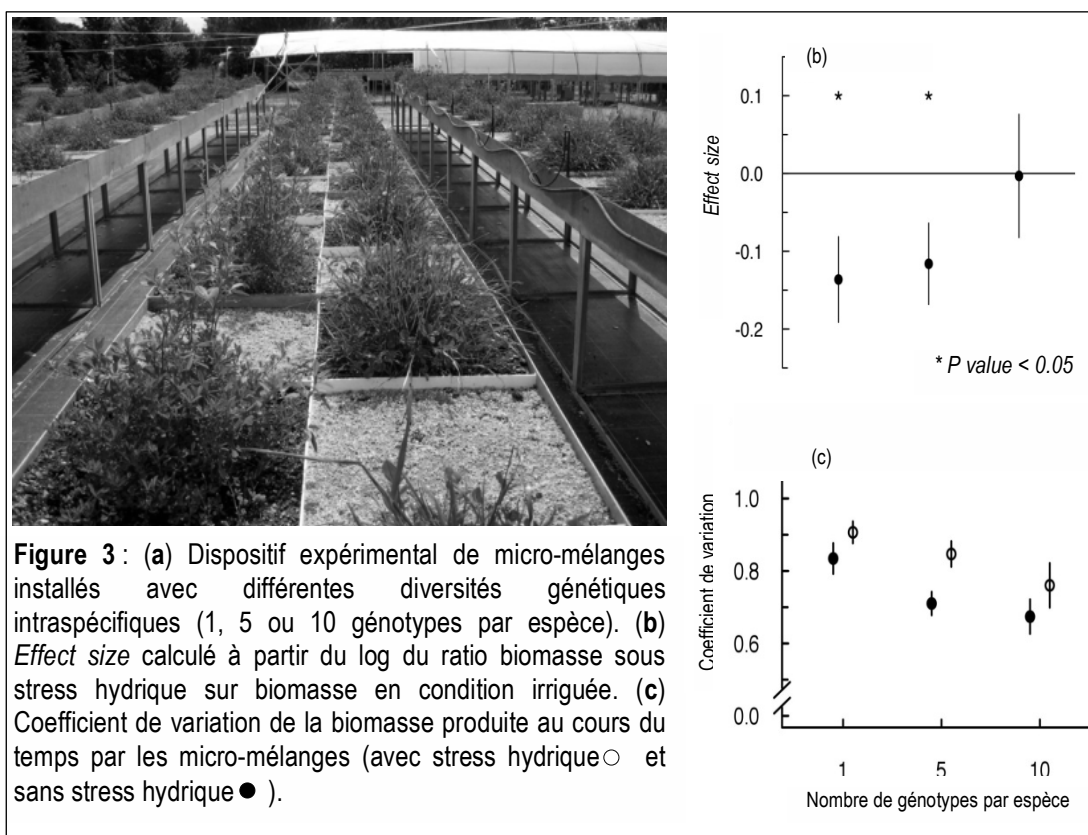 Figure 3 : (a) Dispositif expérimental de micro-mélanges
installés avec différentes diversités génétiques
intraspécifiques (1, 5 ou 10 génotypes par espèce). (b)
Effect size calculé à partir du log du ratio biomasse sous
stress hydrique sur biomasse en condition irriguée. (c)
Coefficient de variation de la biomasse produite au cours du
temps par les micro-mélanges (avec stress hydrique○ et
sans stress hydrique● ).
(b)
*
*
0.1
0.0
-0.1
-0.2
Effect size
* P value < 0.05
(c)
1.0
0.8
0.6
0.0
Coefficient de variation
1 5 10
Nombre de génotypes par espèce